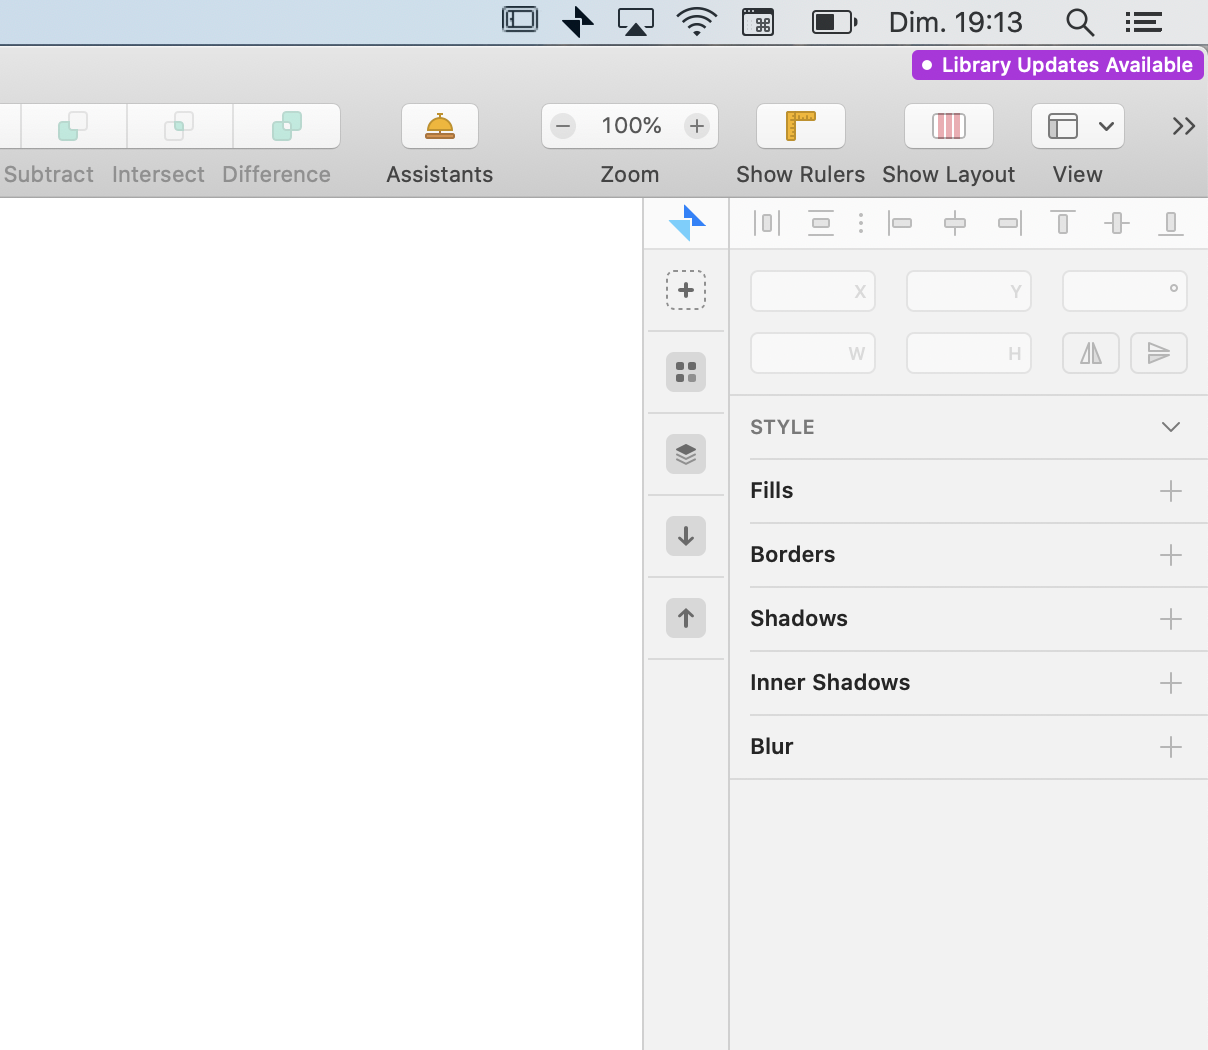 Dim. 19:13
Library Updates Available
100%
Subtract Intersect Difference Assistants Zoom Show Rulers Show Layout View
X Y °
W H
STYLE
Fills
Borders
Shadows
Inner Shadows
Blur